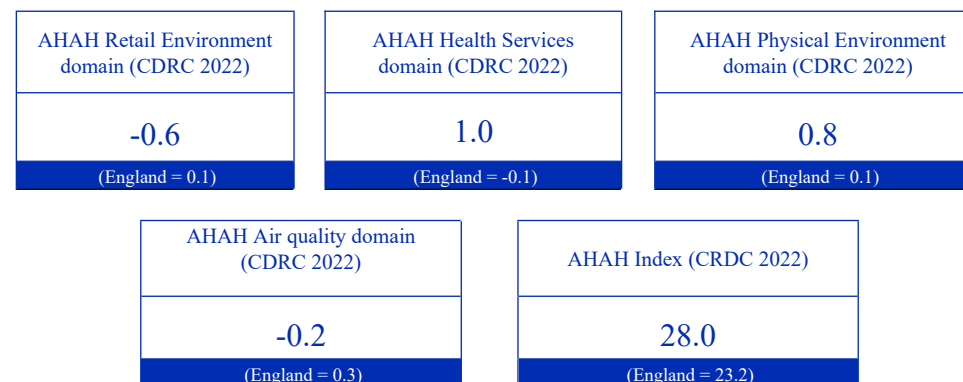 AHAH Retail Environment
domain (CDRC 2022)
-0.6
(England = 0.1)
AHAH Health Services
domain (CDRC 2022)
1.0
(England = -0.1)
AHAH Physical Environment
domain (CDRC 2022)
0.8
(England = 0.1)
AHAH Air quality domain
(CDRC 2022)
-0.2
(England = 0.3)
AHAH Index (CRDC 2022)
28.0
(England = 23.2)